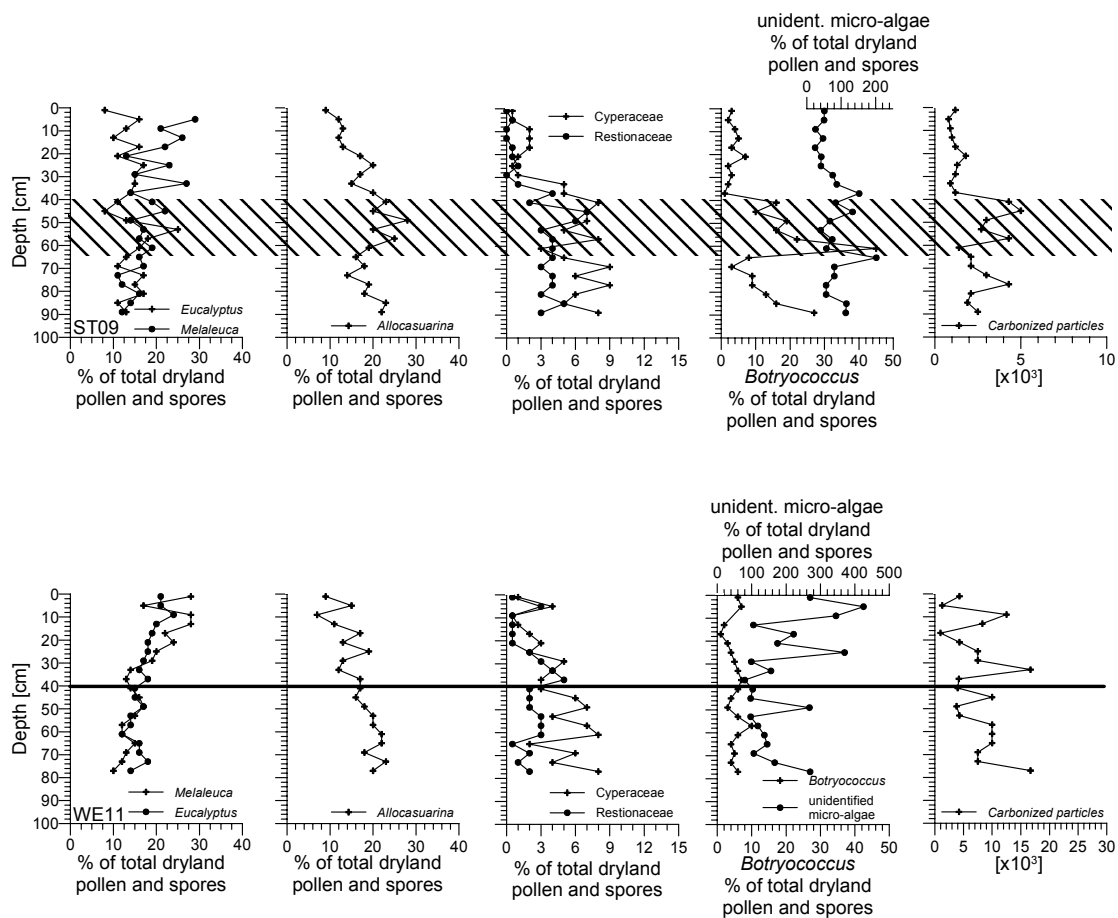 unident. micro-algae
% of total dryland
pollen and spores
0 100 200
0
10
20
30
40
50
60
70
80
90
100
Depth [cm]
Eucalyptus
Melaleuca
ST09
Allocasuarina
Cyperaceae
Restionaceae
Carbonized particles
0 10 20 30 40
0 10 20 30 40
0 3 6 9 12 15
0 10 20 30 40 50
0 5 10
% of total dryland
pollen and spores
% of total dryland
pollen and spores
% of total dryland
pollen and spores
Botryococcus
% of total dryland
pollen and spores
[x10³]
unident. micro-algae
% of total dryland
pollen and spores
0 100 200 300 400 500
0
10
20
30
40
50
60
70
80
90
100
Depth [cm]
Melaleuca
Eucalyptus
WE11
Allocasuarina
Cyperaceae
Restionaceae
Botryococcus
unidentified
micro-algae
Carbonized particles
0 10 20 30 40
0 10 20 30 40
0 3 6 9 12 15
0 10 20 30 40 50
0 5 10 15 20 25 30
% of total dryland
pollen and spores
% of total dryland
pollen and spores
% of total dryland
pollen and spores
Botryococcus
% of total dryland
pollen and spores
[x10³]